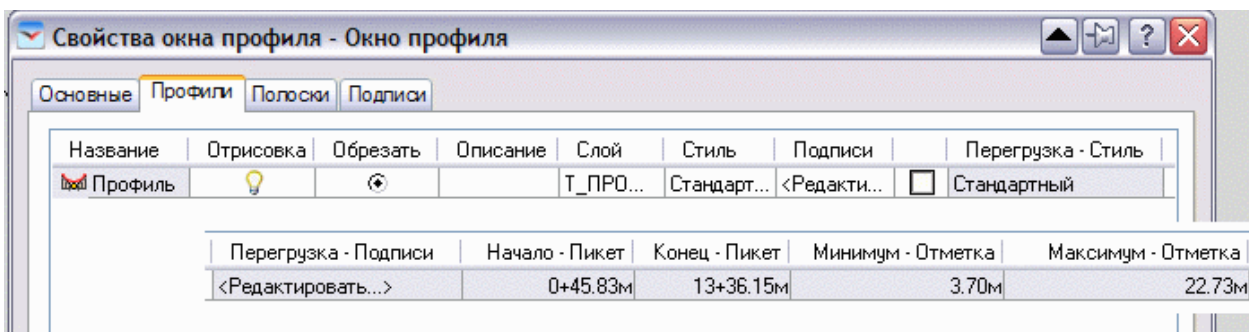 Свойства окна профиля - Окно профиля
?
Основные Профили Полоски Подписи
Название Отрисовка Обрезать Описание Слой Стиль Подписи Перегрузка - Стиль
Профиль Т_ПРО... Стандарт... <Редакти... Стандартный
Перегрузка - Подписи Начало - Пикет Конец - Пикет Минимум - Отметка Максимум - Отметка
<Редактировать...> 0+45.83м 13+36.15м 3.70м 22.73м